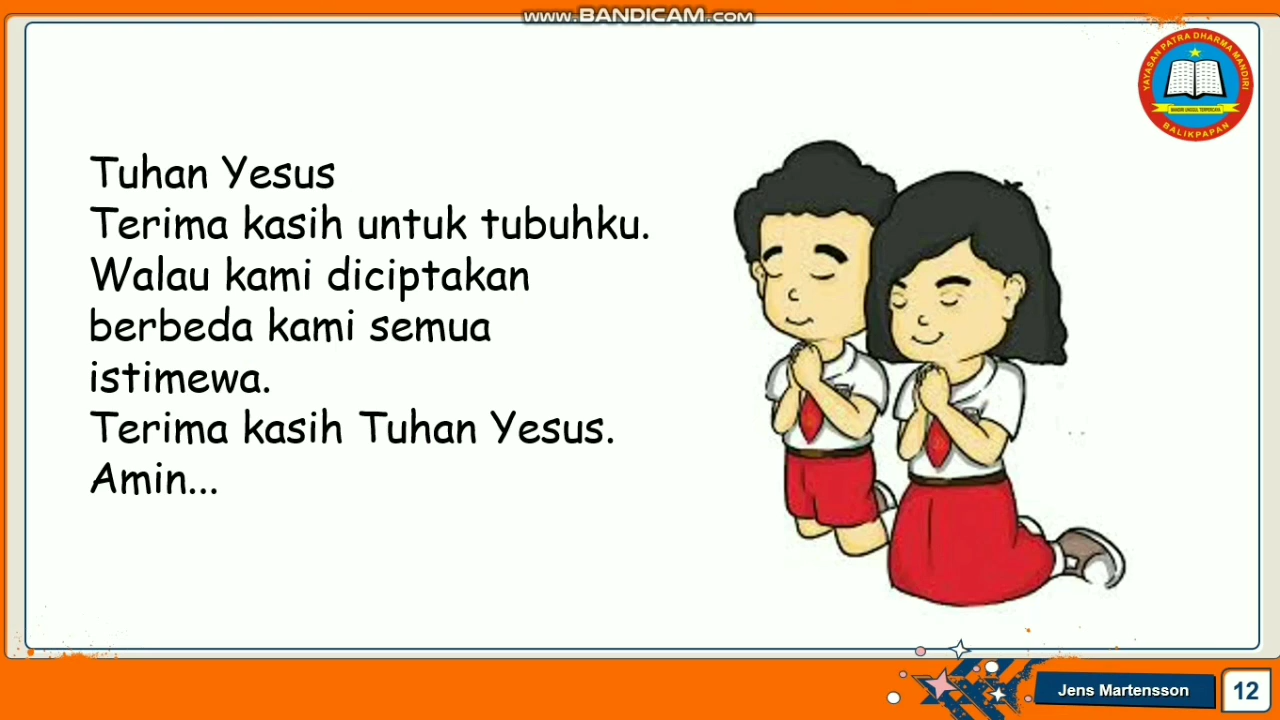 www.BANDICAM.com
YAYASAN PATRA DHARMA MANDIRI
BALIKPAPAN
Tuhan Yesus
Terima kasih untuk tubuhku.
Walau kami diciptakan
berbeda kami semua
istimewa.
Terima kasih Tuhan Yesus.
Amin...
Jens Martensson
12